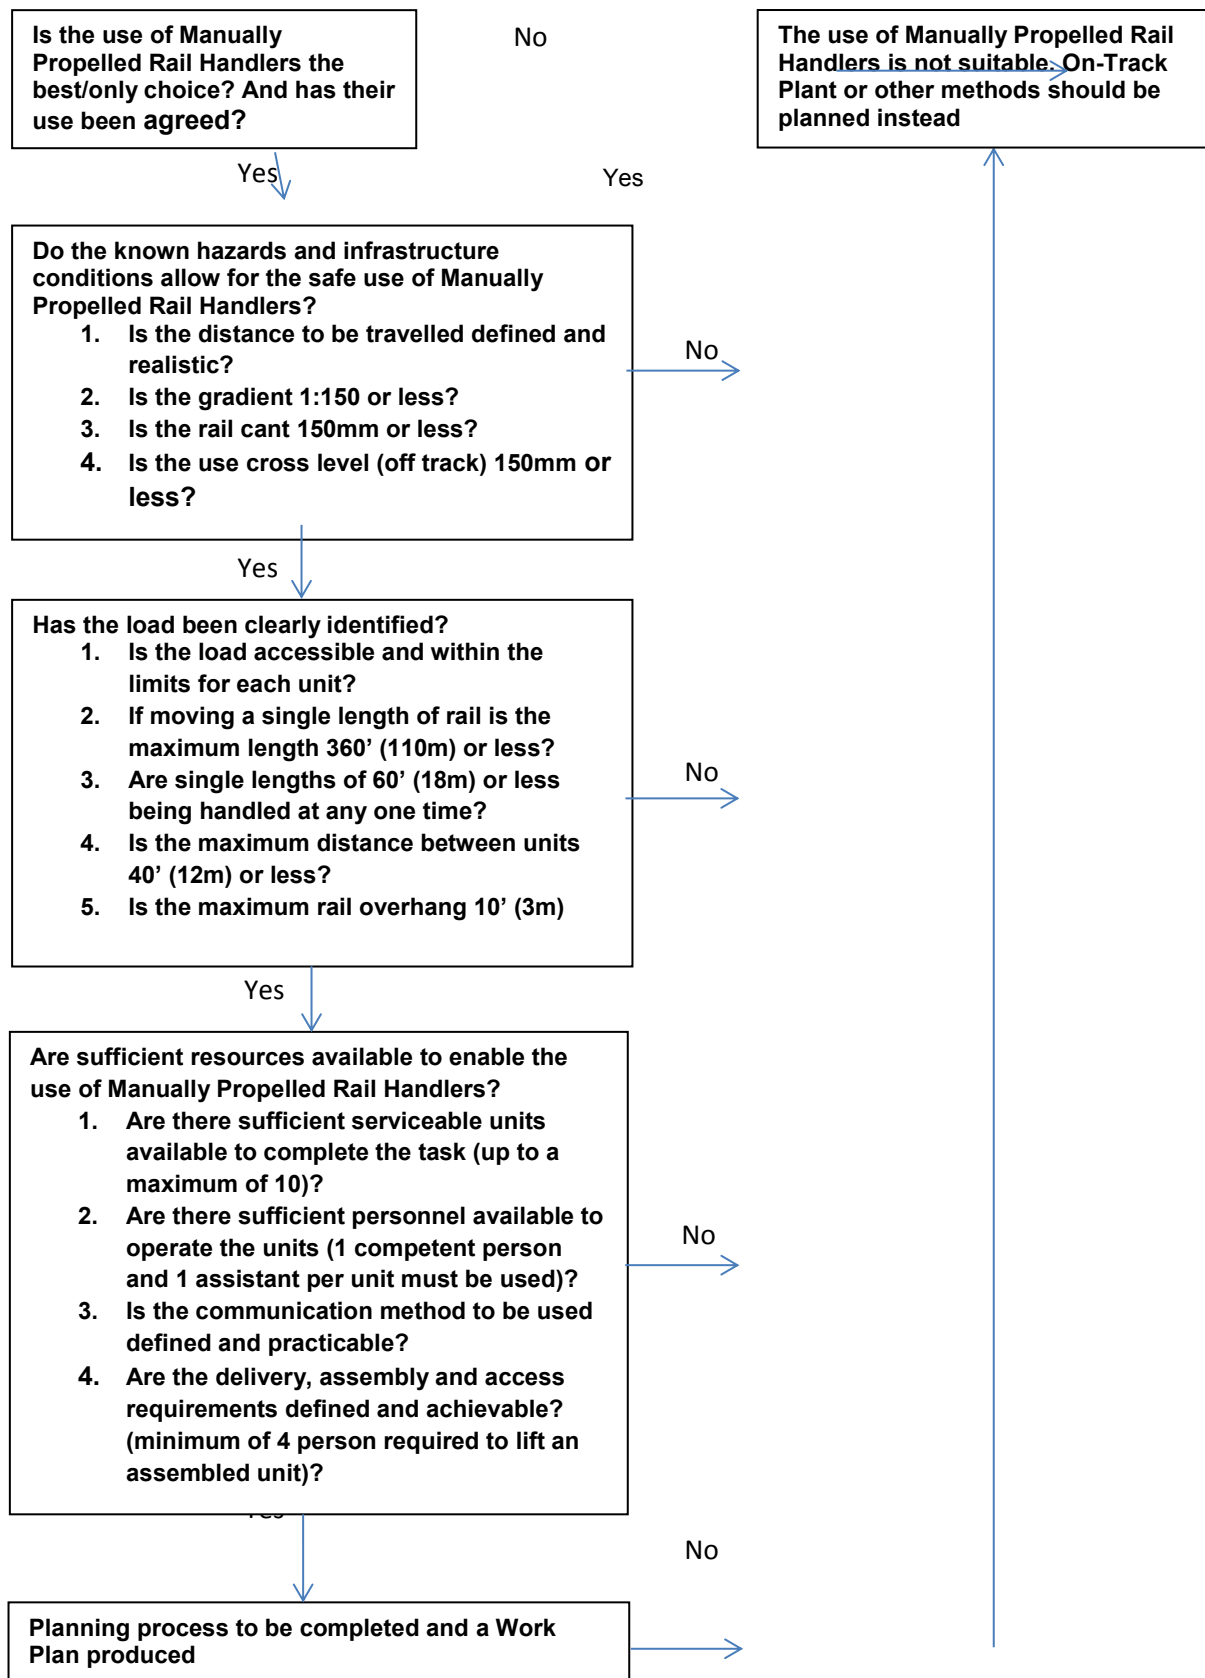 Is the use of Manually
Propelled Rail Handlers the
best/only choice? And has their
use been agreed?
No
The use of Manually Propelled Rail
Handlers is not suitable. On-Track
Plant or other methods should be
planned instead
Yes
Yes
Do the known hazards and infrastructure
conditions allow for the safe use of Manually
Propelled Rail Handlers?
1. Is the distance to be travelled defined and
realistic?
2. Is the gradient 1:150 or less?
3. Is the rail cant 150mm or less?
4. Is the use cross level (off track) 150mm or
less?
No
Yes
Has the load been clearly identified?
1. Is the load accessible and within the
limits for each unit?
2. If moving a single length of rail is the
maximum length 360’ (110m) or less?
3. Are single lengths of 60’ (18m) or less
being handled at any one time?
4. Is the maximum distance between units
40’ (12m) or less?
5. Is the maximum rail overhang 10’ (3m)
No
Yes
Are sufficient resources available to enable the
use of Manually Propelled Rail Handlers?
1. Are there sufficient serviceable units
available to complete the task (up to a
maximum of 10)?
2. Are there sufficient personnel available to
operate the units (1 competent person
and 1 assistant per unit must be used)?
3. Is the communication method to be used
defined and practicable?
4. Are the delivery, assembly and access
requirements defined and achievable?
(minimum of 4 person required to lift an
assembled unit)?
No
Yes
No
Planning process to be completed and a Work
Plan produced